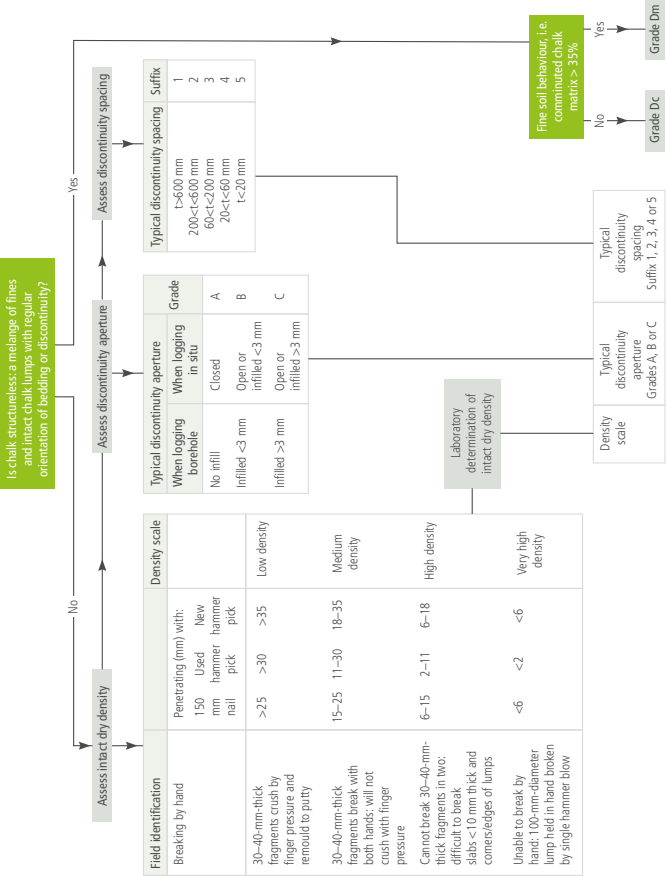 Is chalk structureless: a melange of fines
and intact chalk lumps with regular
orientation of bedding or discontinuity?
No
Yes
Assess intact dry density
Assess discontinuity aperture
Assess discontinuity spacing
Field identification
Density scale
Breaking by hand
Penetrating (mm) with:
150
mm
nail
Used
hammer
pick
New
hammer
pick
30–40-mm-thick
fragments crush by
finger pressure and
remould to putty
>25
>30
>35
Low density
30–40-mm-thick
fragments break with
both hands: will not
crush with finger
pressure
15–25
11–30
18–35
Medium
density
Cannot break 30–40-mm-
thick fragments in two:
difficult to break
slabs <10 mm thick and
corners/edges of lumps
6–15
2–11
6–18
High density
Unable to break by
hand: 100-mm-diameter
lump held in hand broken
by single hammer blow
<6
<2
<6
Very high
density
Typical discontinuity aperture
Grade
When logging
borehole
When logging
in situ
No infill
Closed
A
Infilled <3 mm
Open or
infilled <3 mm
B
Infilled >3 mm
Open or
infilled >3 mm
C
Typical discontinuity spacing
Suffix
t>600 mm
1
200<t<600 mm
2
60<t<200 mm
3
20<t<60 mm
4
t<20 mm
5
Laboratory
determination of
intact dry density
Density
scale
Typical
discontinuity
aperture
Grades A, B or C
Typical
discontinuity
spacing
Suffix 1, 2, 3, 4 or 5
Fine soil behaviour, i.e.
comminuted chalk
matrix > 35%
No
Yes
Grade Dc
Grade Dm